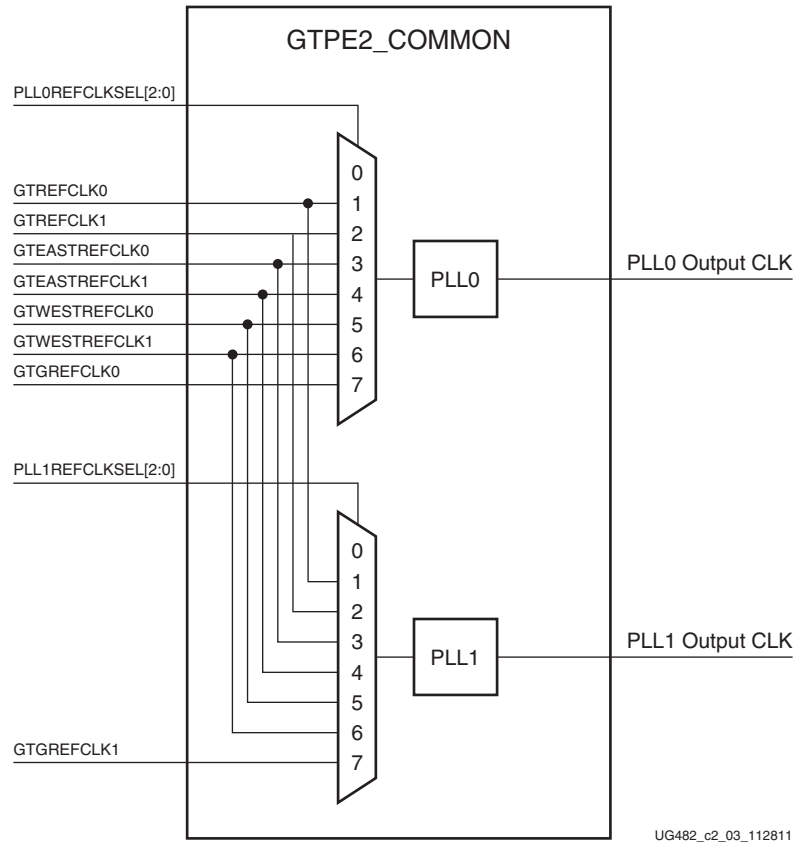 GTPE2_COMMON
PLL0REFCLKSEL[2:0]
0
GTREFCLK0
1
GTREFCLK1
2
GTEASTREFCLK0
3
PLL0
PLL0 Output CLK
GTEASTREFCLK1
4
GTWESTREFCLK0
5
GTWESTREFCLK1
6
GTGREFCLK0
7
PLL1REFCLKSEL[2:0]
0
1
2
3
PLL1
PLL1 Output CLK
4
5
6
GTGREFCLK1
7
UG482_c2_03_112811